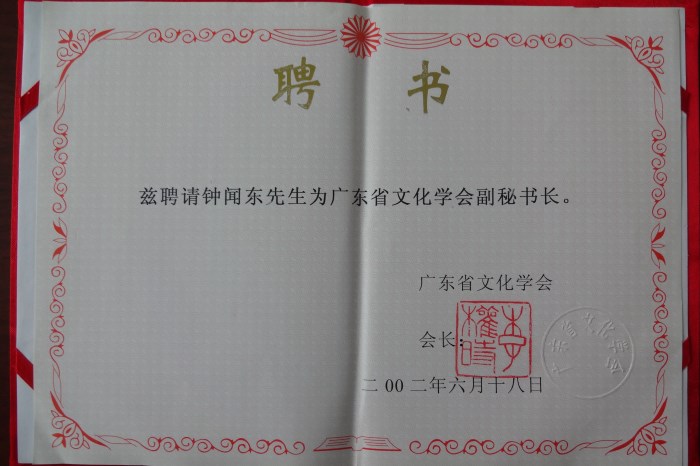 聘 书
兹聘请钟闻东先生为广东省文化学会副秘书长。
广东省文化学会
会长：
二00二年六月十八日